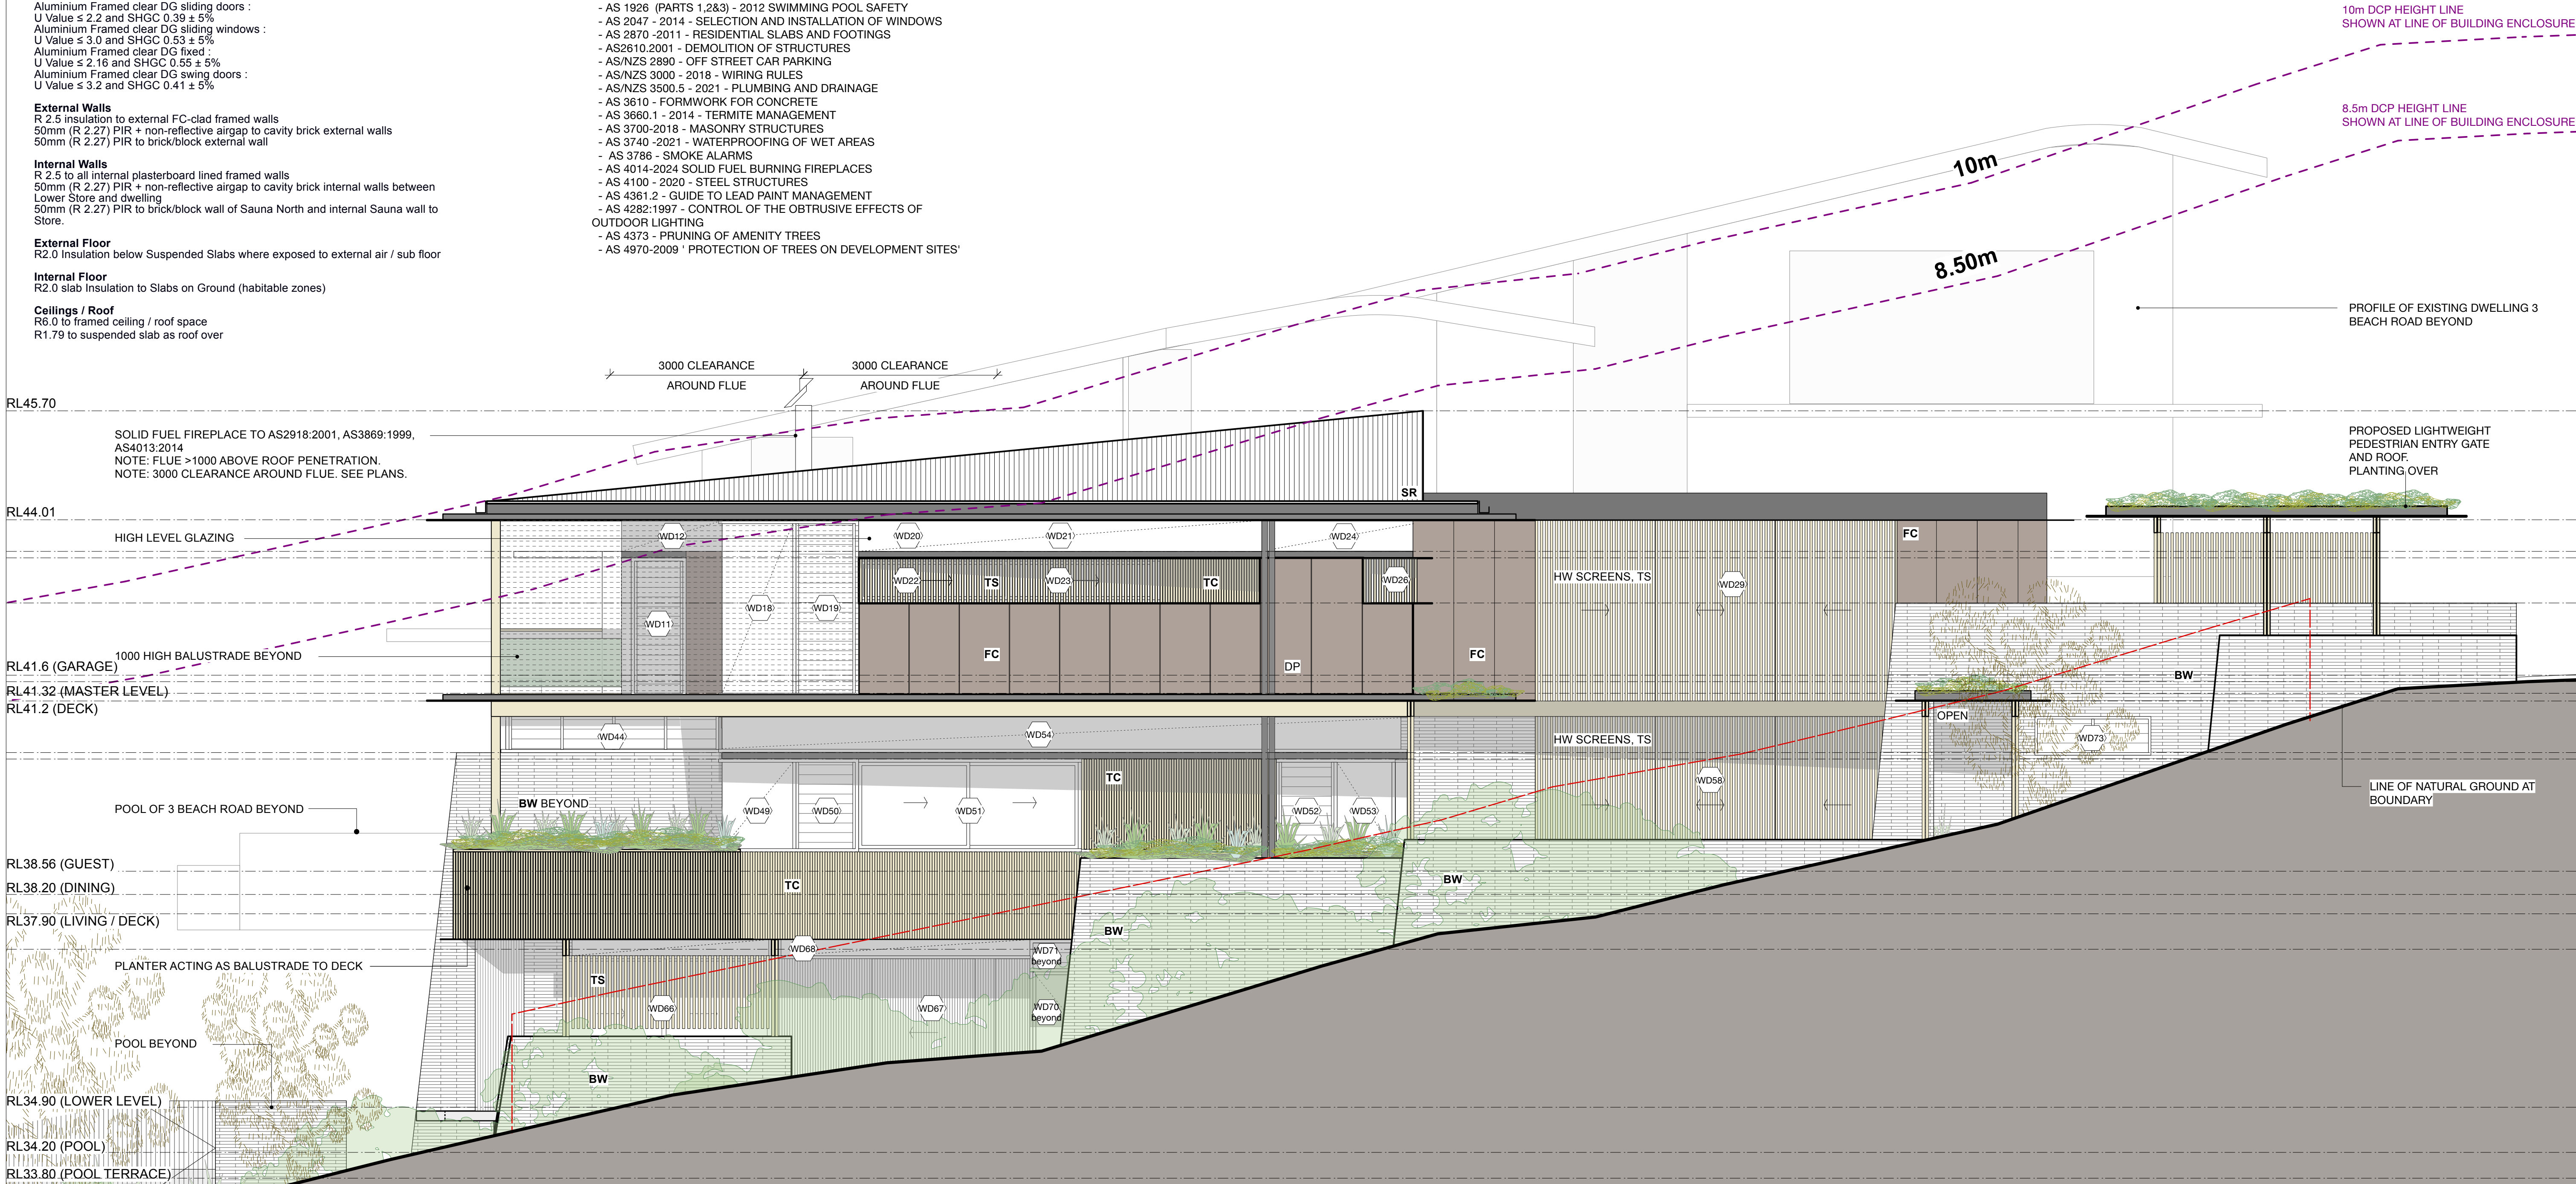 Aluminium Framed clear DG sliding doors :
U Value ≤ 2.2 and SHGC 0.39 ± 5%
Aluminium Framed clear DG sliding windows :
U Value ≤ 3.0 and SHGC 0.53 ± 5%
Aluminium Framed clear DG fixed :
U Value ≤ 2.16 and SHGC 0.55 ± 5%
Aluminium Framed clear DG swing doors :
U Value ≤ 3.2 and SHGC 0.41 ± 5%
External Walls
R 2.5 insulation to external FC-clad framed walls
50mm (R 2.27) PIR + non-reflective airgap to cavity brick external walls
50mm (R 2.27) PIR to brick/block external wall
Internal Walls
R 2.5 to all internal plasterboard lined framed walls
50mm (R 2.27) PIR + non-reflective airgap to cavity brick internal walls between
Lower Store and dwelling
50mm (R 2.27) PIR to brick/block wall of Sauna North and internal Sauna wall to
Store.
External Floor
R2.0 Insulation below Suspended Slabs where exposed to external air / sub floor
Internal Floor
R2.0 slab Insulation to Slabs on Ground (habitable zones)
Ceilings / Roof
R6.0 to framed ceiling / roof space
R1.79 to suspended slab as roof over
- AS 1926 (PARTS 1,2&3) - 2012 SWIMMING POOL SAFETY
- AS 2047 - 2014 - SELECTION AND INSTALLATION OF WINDOWS
- AS 2870 -2011 - RESIDENTIAL SLABS AND FOOTINGS
- AS2610.2001 - DEMOLITION OF STRUCTURES
- AS/NZS 2890 - OFF STREET CAR PARKING
- AS/NZS 3000 - 2018 - WIRING RULES
- AS/NZS 3500.5 - 2021 - PLUMBING AND DRAINAGE
- AS 3610 - FORMWORK FOR CONCRETE
- AS 3660.1 - 2014 - TERMITE MANAGEMENT
- AS 3700-2018 - MASONRY STRUCTURES
- AS 3740 -2021 - WATERPROOFING OF WET AREAS
- AS 3786 - SMOKE ALARMS
- AS 4014-2024 SOLID FUEL BURNING FIREPLACES
- AS 4100 - 2020 - STEEL STRUCTURES
- AS 4361.2 - GUIDE TO LEAD PAINT MANAGEMENT
- AS 4282:1997 - CONTROL OF THE OBTRUSIVE EFFECTS OF
OUTDOOR LIGHTING
- AS 4373 - PRUNING OF AMENITY TREES
- AS 4970-2009 ' PROTECTION OF TREES ON DEVELOPMENT SITES'
10m DCP HEIGHT LINE
SHOWN AT LINE OF BUILDING ENCLOSURE
8.5m DCP HEIGHT LINE
SHOWN AT LINE OF BUILDING ENCLOSURE
10m
8.50m
PROFILE OF EXISTING DWELLING 3
BEACH ROAD BEYOND
3000 CLEARANCE
AROUND FLUE
3000 CLEARANCE
AROUND FLUE
RL45.70
SOLID FUEL FIREPLACE TO AS2918:2001, AS3869:1999,
AS4013:2014
NOTE: FLUE >1000 ABOVE ROOF PENETRATION.
NOTE: 3000 CLEARANCE AROUND FLUE. SEE PLANS.
PROPOSED LIGHTWEIGHT
PEDESTRIAN ENTRY GATE
AND ROOF.
PLANTING OVER
SR
RL44.01
HIGH LEVEL GLAZING
WD12
WD20
WD21
WD24
FC
WD22
TS
WD23
TC
WD26
HW SCREENS, TS
WD29
WD11
WD18
WD19
1000 HIGH BALUSTRADE BEYOND
FC
DP
FC
RL41.6 (GARAGE)
RL41.32 (MASTER LEVEL)
RL41.2 (DECK)
BW
OPEN
WD44
WD54
HW SCREENS, TS
WD73
TC
WD58
LINE OF NATURAL GROUND AT
BOUNDARY
POOL OF 3 BEACH ROAD BEYOND
BW BEYOND
WD49
WD50
WD51
WD52
WD53
RL38.56 (GUEST)
RL38.20 (DINING)
TC
BW
RL37.90 (LIVING / DECK)
BW
WD68
WD71
beyond
PLANTER ACTING AS BALUSTRADE TO DECK
TS
WD66
WD67
WD70
beyond
POOL BEYOND
BW
RL34.90 (LOWER LEVEL)
RL34.20 (POOL)
RL33.80 (POOL TERRACE)